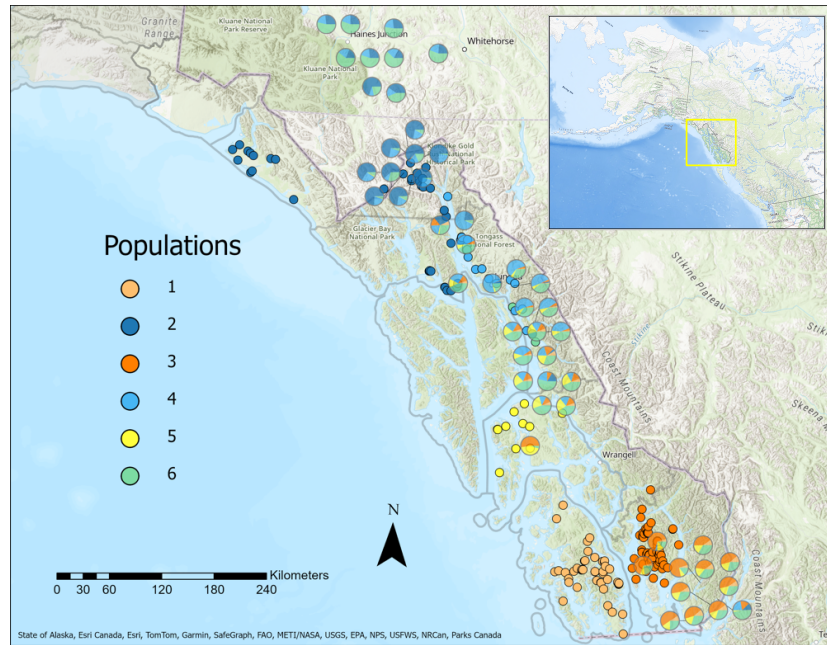 Granite
Range
Kluane National
Park Reserve
Haines Junction
Whitehorse
Kluane National
Park
Klondike Gold
National
Historical Park
Glacier Bay
National Park
Tongass
National Forest
Stikine Plateau
Stikine
Coast Mountains
Skeena M
Wrangell
Coast Mountains
Populations
1
2
3
4
5
6
N
Kilometers
0 15 30 60 120 180 240
State of Alaska, Esri Canada, Esri, TomTom, Garmin, SafeGraph, FAO, METI/NASA, USGS, EPA, NPS, USFWS, NRCan, Parks Canada
Te